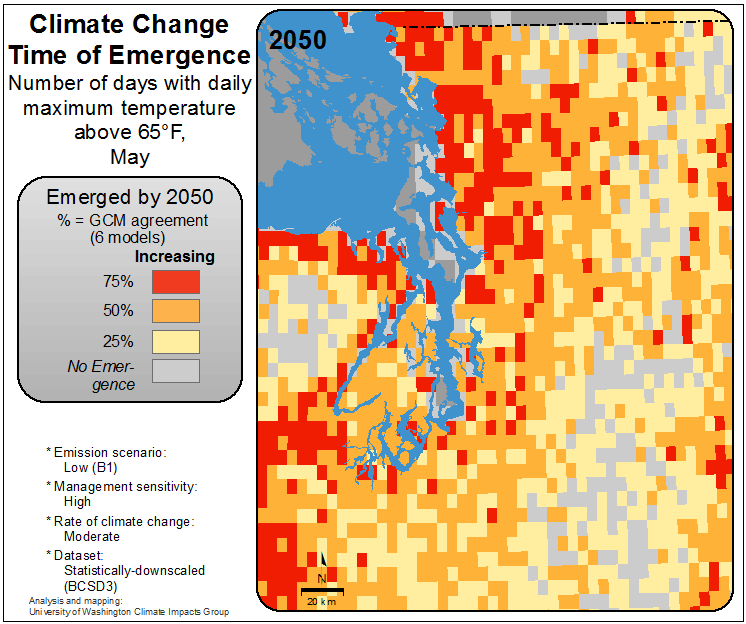 Climate Change
Time of Emergence
Number of days with daily
maximum temperature
above 65°F,
May
Emerged by 2050
% = GCM agreement
(6 models)
Increasing
75%
50%
25%
No Emer-
gence
* Emission scenario:
Low (B1)
* Management sensitivity:
High
* Rate of climate change:
Moderate
* Dataset:
Statistically-downscaled
(BCSD3)
Analysis and mapping:
University of Washington Climate Impacts Group
2050
N
20 km